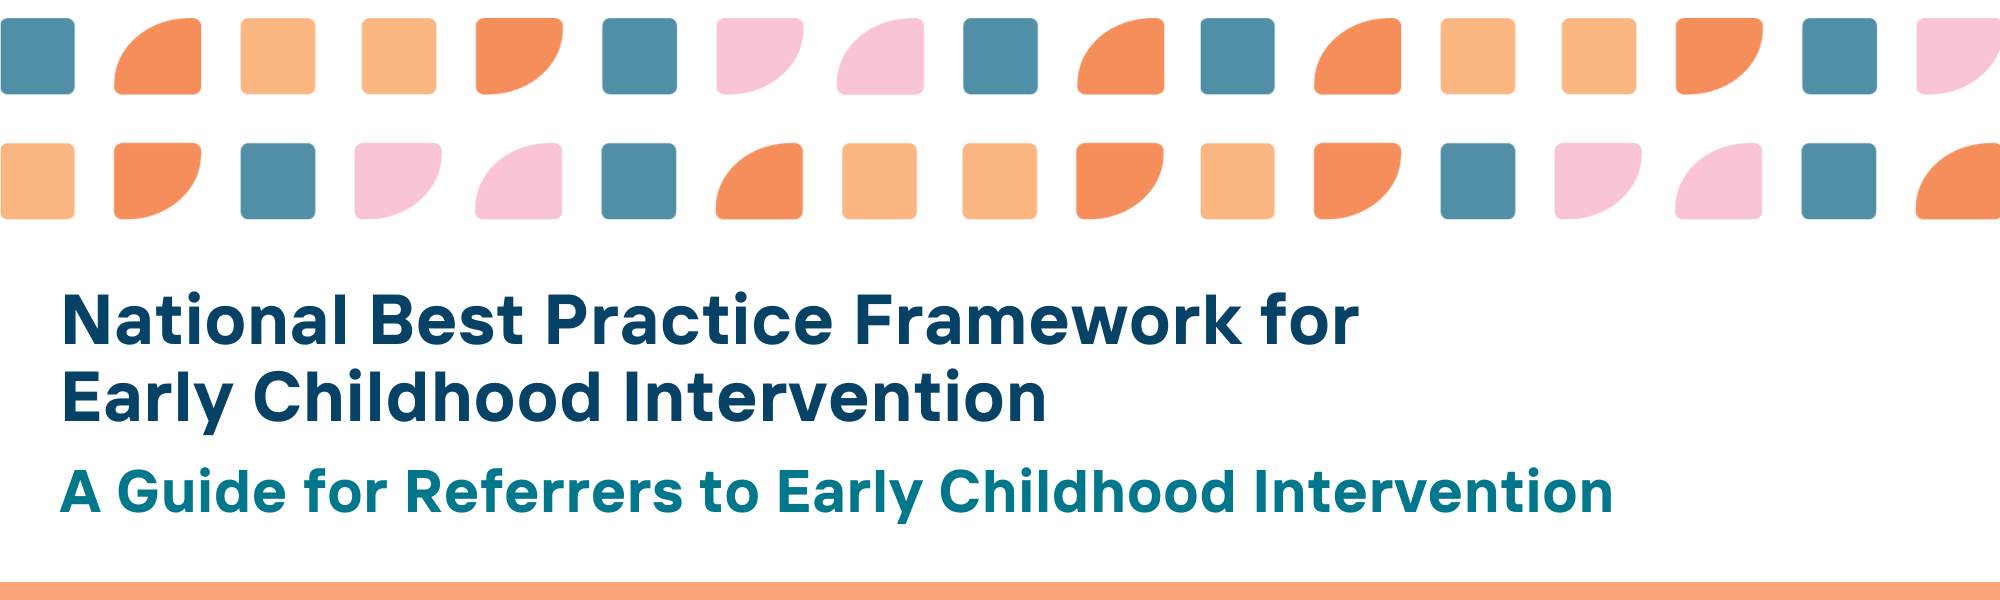 National Best Practice Framework for
Early Childhood Intervention
A Guide for Referrers to Early Childhood Intervention